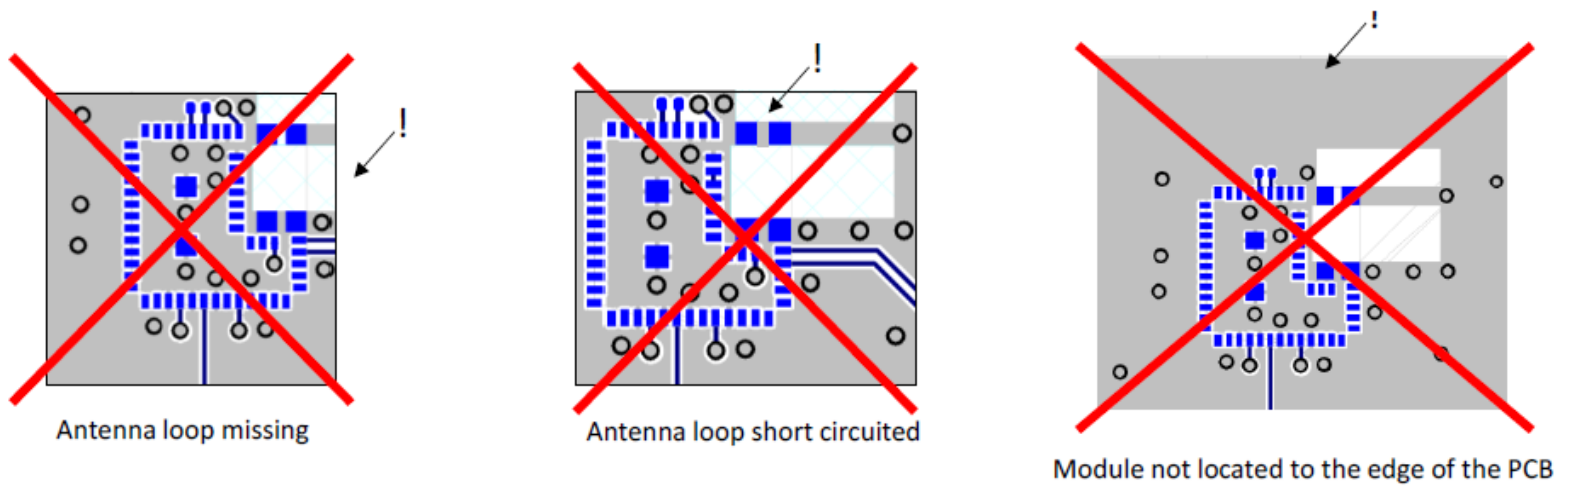 !
!
!
Antenna loop missing
Antenna loop short circuited
Module not located to the edge of the PCB